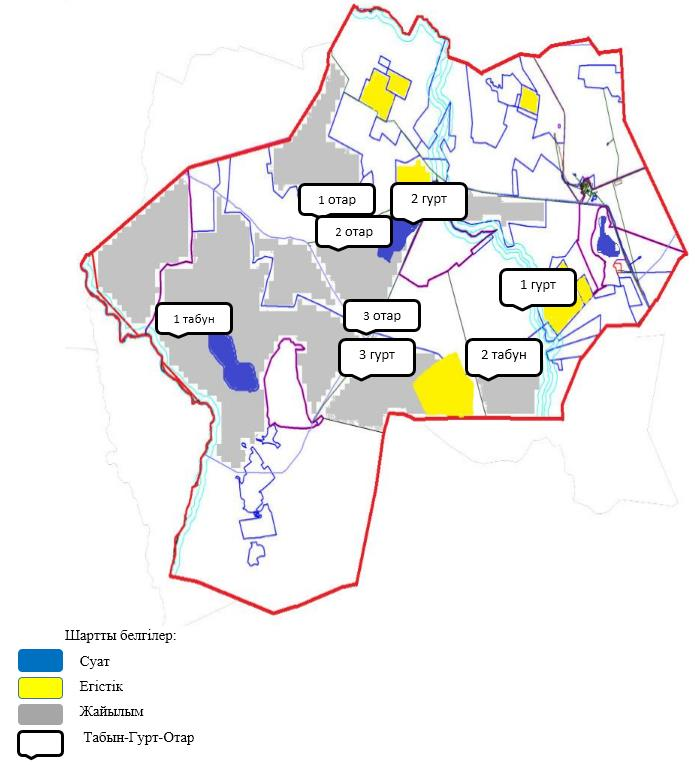 1 отар
2 гурт
2 отар
1 гурт
1 табун
3 отар
3 гурт
2 табун
Шартты белгілер:
Суат
Егістік
Жайылым
Табын-Гурт-Отар